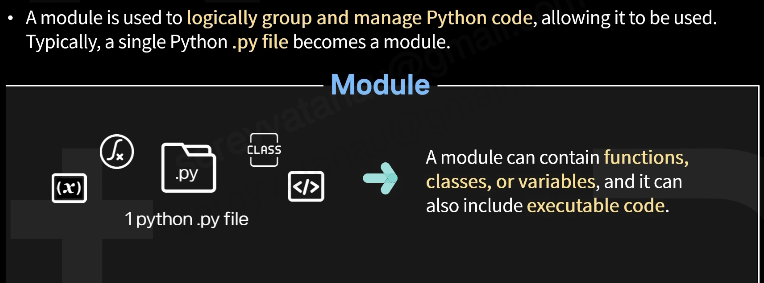 • A module is used to logically group and manage Python code, allowing it to be used.
Typically, a single Python .py file becomes a module.
Module
(x)
fx
.py
CLASS
</>
1 python .py file
A module can contain functions,
classes, or variables, and it can
also include executable code.